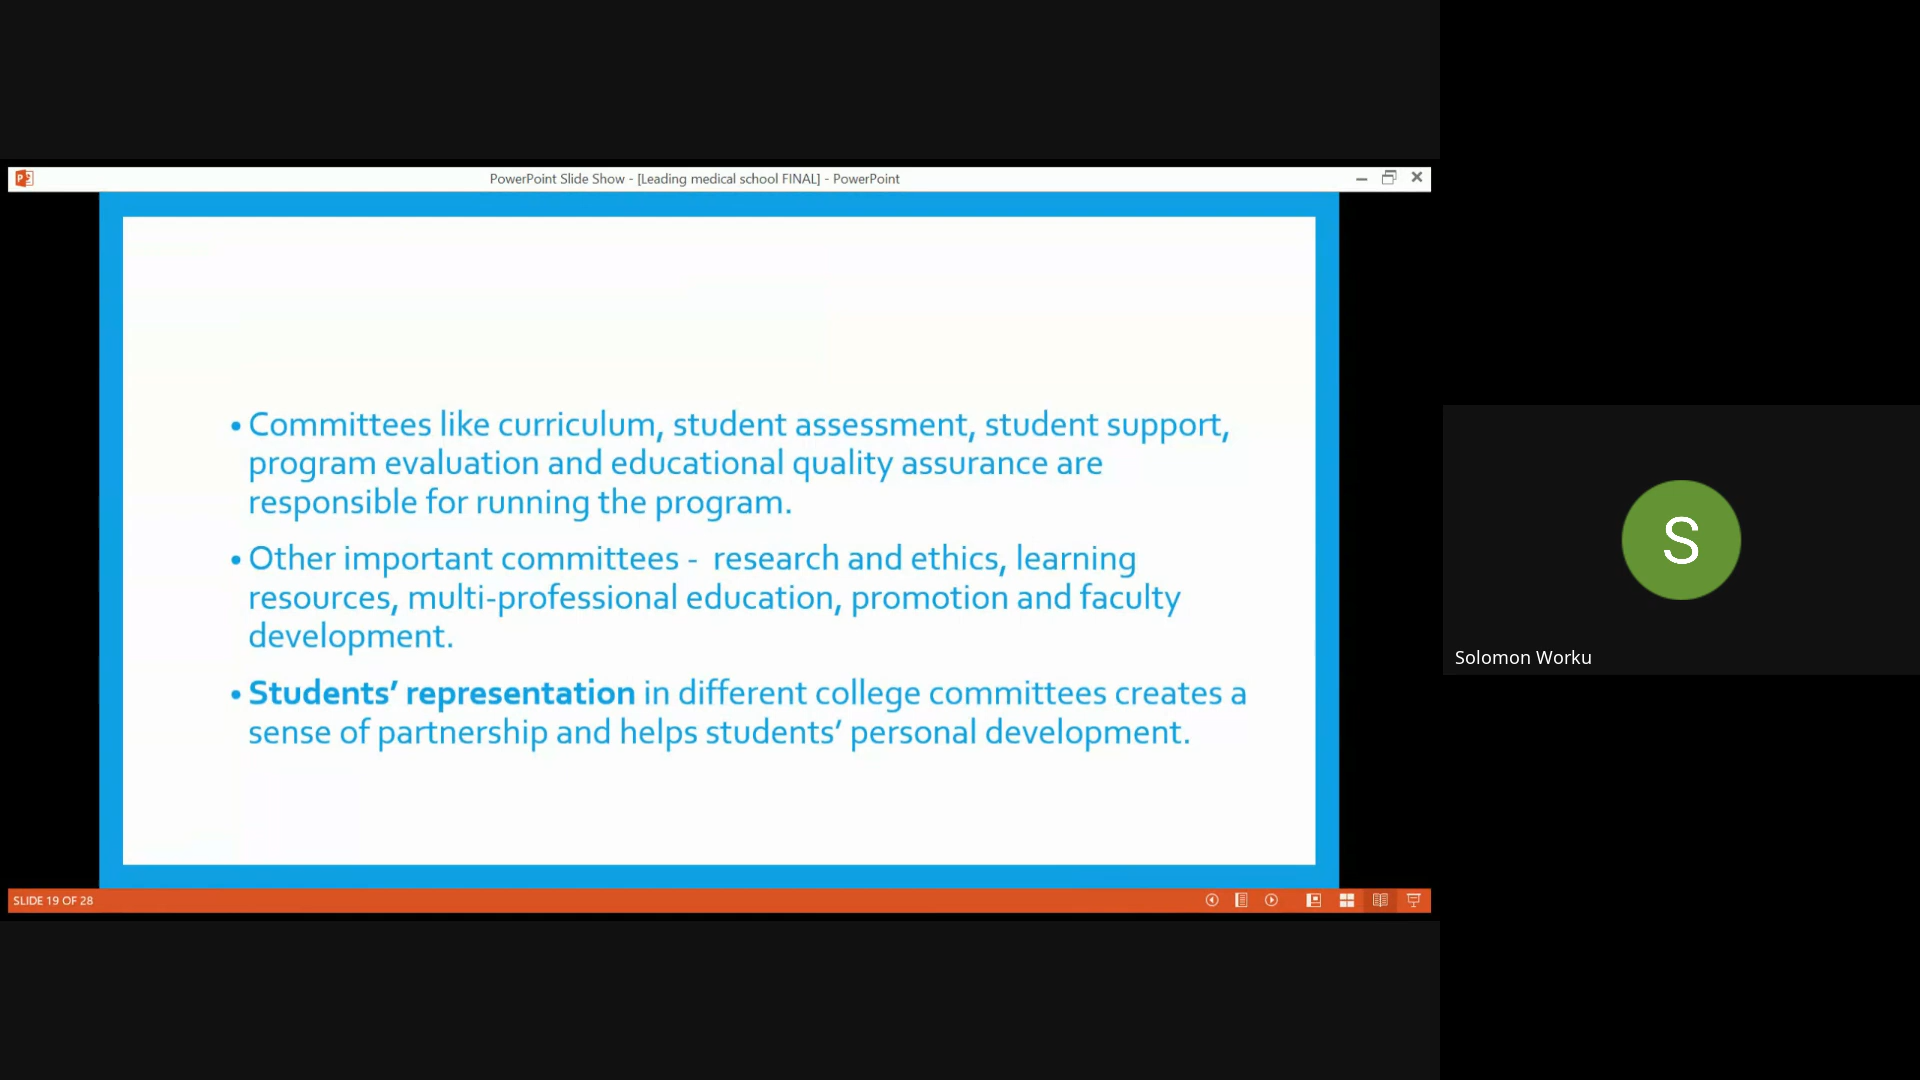 PowerPoint Slide Show - [Leading medical school FINAL] - PowerPoint
• Committees like curriculum, student assessment, student support,
program evaluation and educational quality assurance are
responsible for running the program.
• Other important committees -  research and ethics, learning
resources, multi-professional education, promotion and faculty
development.
• Students’ representation in different college committees creates a
sense of partnership and helps students’ personal development.
SLIDE 19 OF 28
S
Solomon Worku